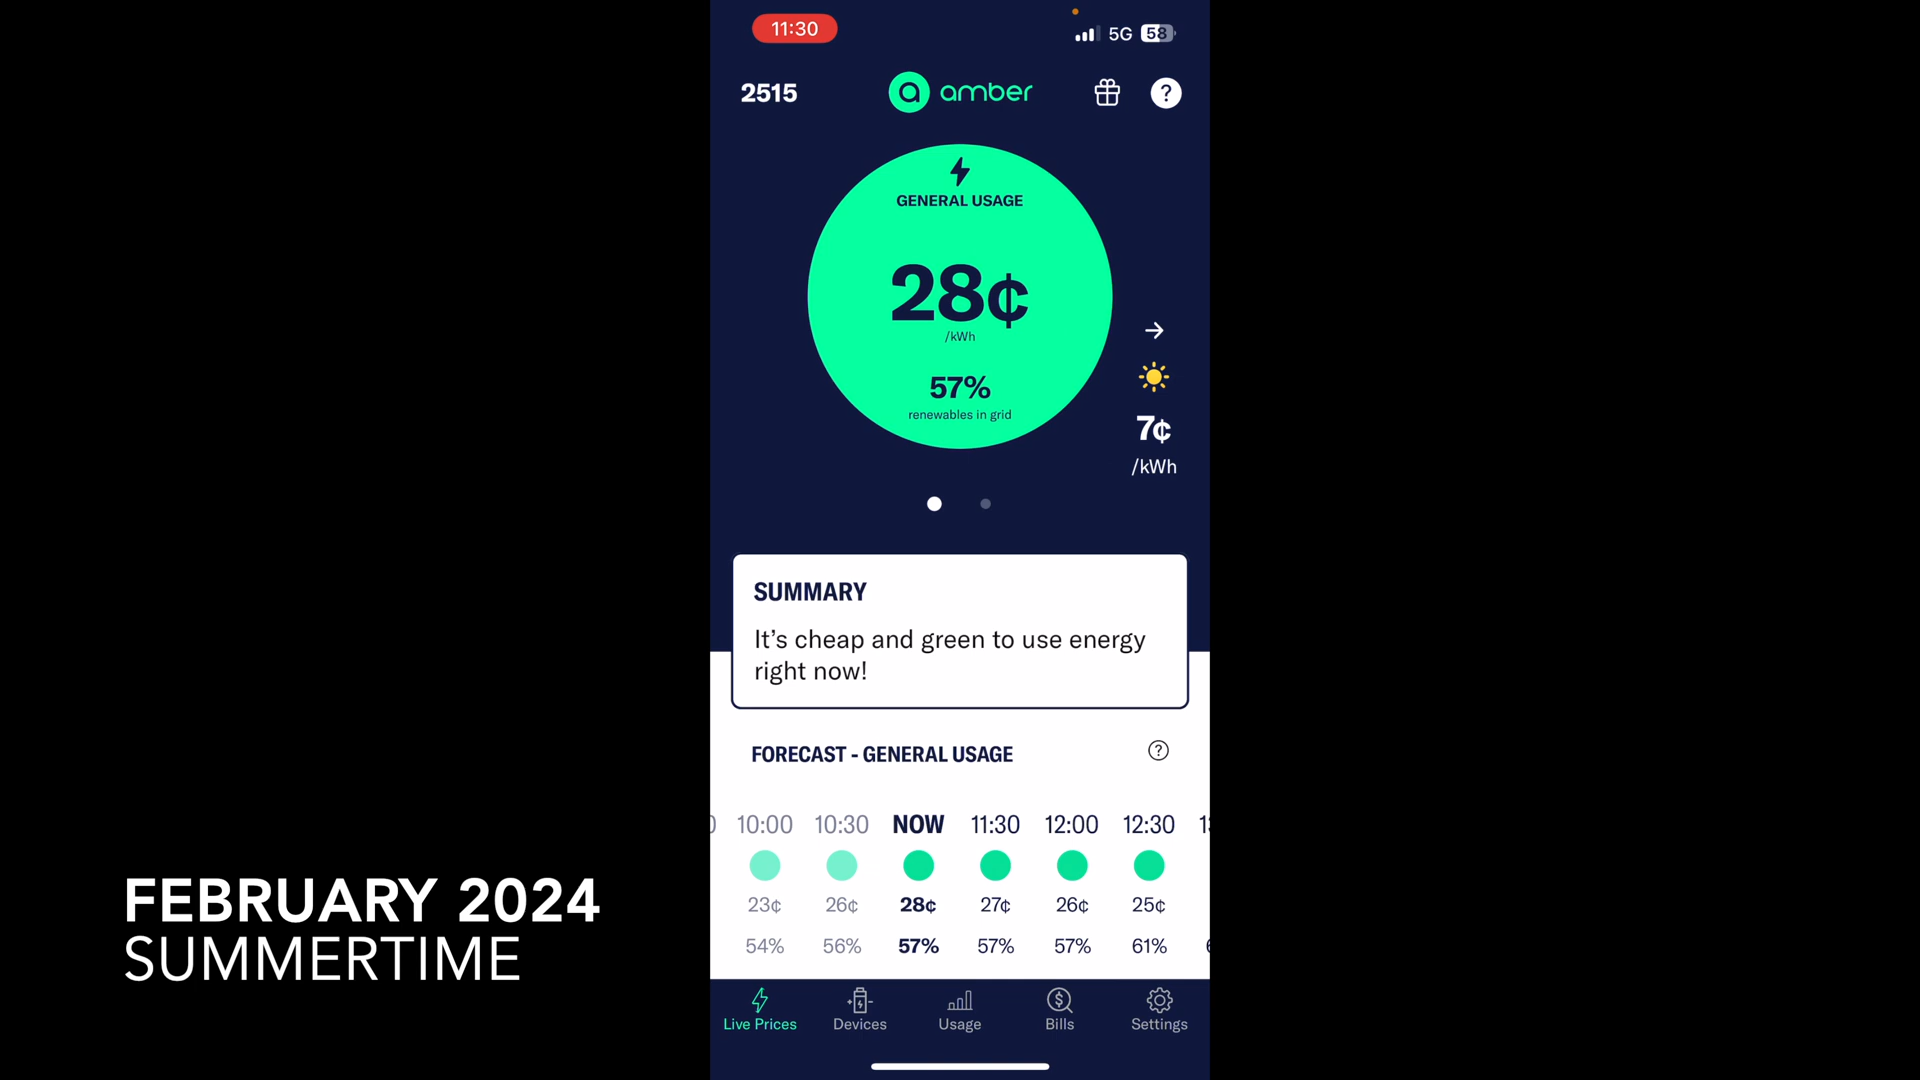 11:30
5G 58
2515
amber
?
GENERAL USAGE
28¢
/kWh
57%
renewables in grid
7¢
/kWh
SUMMARY
It's cheap and green to use energy
right now!
FORECAST - GENERAL USAGE
?
10:00 10:30 NOW 11:30 12:00 12:30
23¢ 26¢ 28¢ 27¢ 26¢ 25¢
54% 56% 57% 57% 57% 61%
Live Prices Devices Usage Bills Settings
FEBRUARY 2024
SUMMERTIME